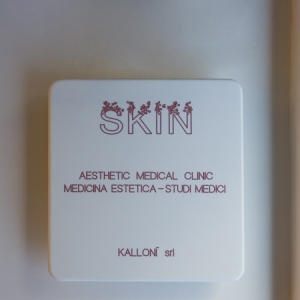 SKIN
AESTHETIC MEDICAL CLINIC
MEDICINA ESTETICA - STUDI MEDICI
KALLONÍ srl